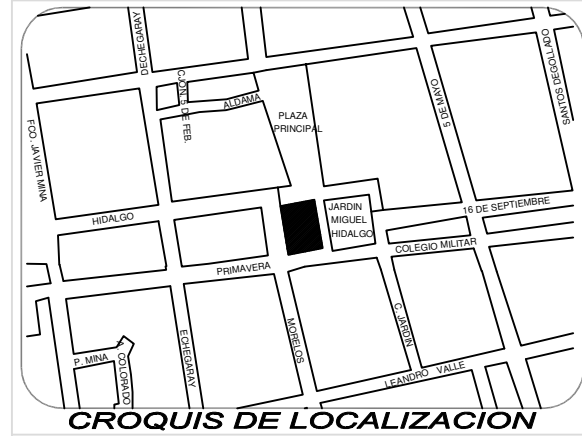 DECHEGARAY
CJON. 5 DE FEB.
ALDAMA
PLAZA
PRINCIPAL
5 DE MAYO
SANTOS DEGOLLADO
FCO. JAVIER MINA
HIDALGO
JARDIN
MIGUEL
HIDALGO
16 DE SEPTIEMBRE
COLEGIO MILITAR
PRIMAVERA
P. MINA
COLORADO
ECHEGARAY
MORELOS
C. JARDIN
LEANDRO VALLE
CROQUIS DE LOCALIZACION